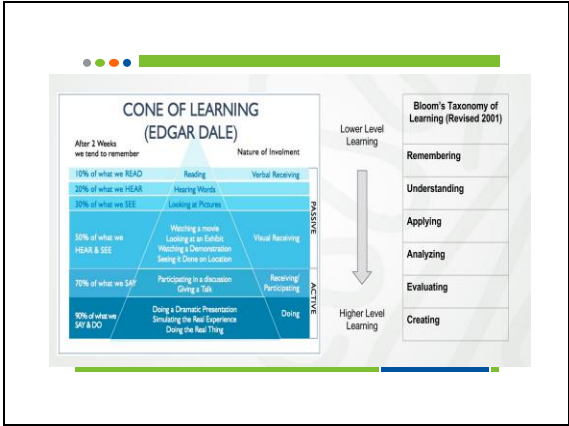 CONE OF LEARNING
(EDGAR DALE)
After 2 Weeks
we tend to remember
Nature of Involment
10% of what we READ
Reading
Verbal Receiving
20% of what we HEAR
Hearing Words
30% of what we SEE
Looking at Pictures
50% of what we
HEAR & SEE
Watching a movie
Looking at an Exhibit
Watching a Demonstration
Seeing it Done on Location
Visual Receiving
PASSIVE
70% of what we SAY
Participating in a discussion
Giving a Talk
Receiving/
Participating
90% of what we
SAY & DO
Doing a Dramatic Presentation
Simulating the Real Experience
Doing the Real Thing
Doing
ACTIVE
Lower Level
Learning
Higher Level
Learning
Bloom's Taxonomy of
Learning (Revised 2001)
Remembering
Understanding
Applying
Analyzing
Evaluating
Creating